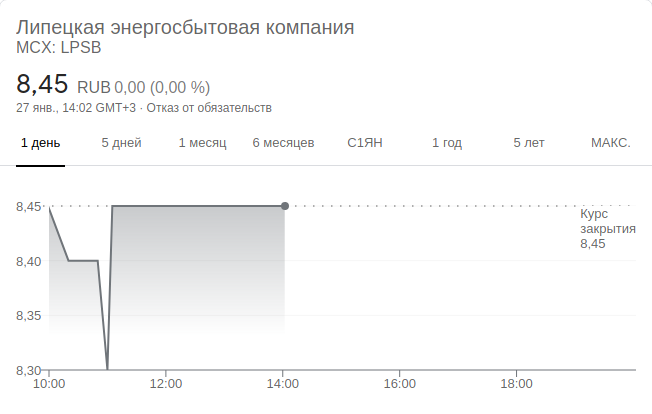 Липецкая энергосбытовая компания
MCX: LPSB
8,45 RUB 0,00 (0,00 %)
27 янв., 14:02 GMT+3 · Отказ от обязательств
1 день 5 дней 1 месяц 6 месяцев С1ЯН 1 год 5 лет МАКС.
8,45
Курс
закрытия
8,45
8,40
8,35
8,30
10:00 12:00 14:00 16:00 18:00